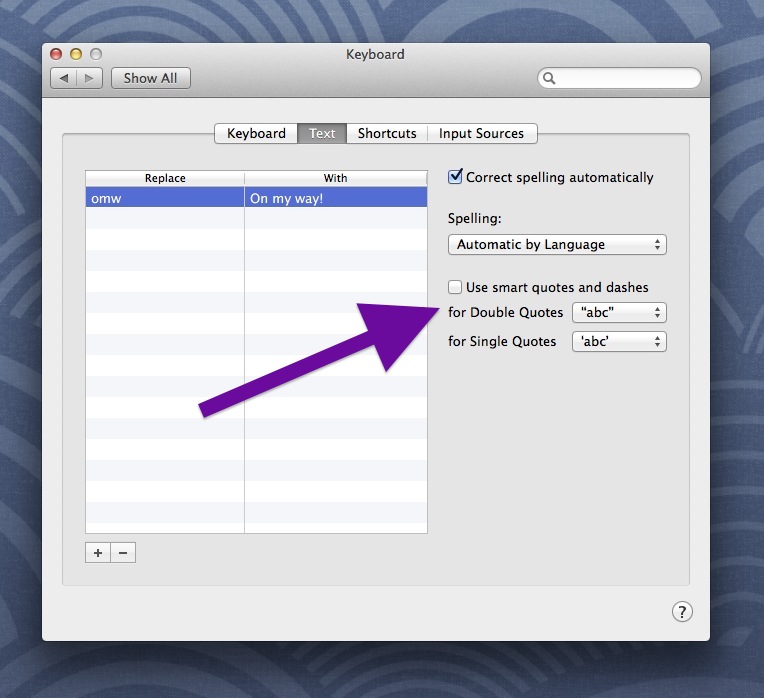 Keyboard
Show All
Keyboard Text Shortcuts Input Sources
Replace With
omw On my way!
Correct spelling automatically
Spelling:
Automatic by Language
Use smart quotes and dashes
for Double Quotes “abc”
for Single Quotes ‘abc’
+ −
?